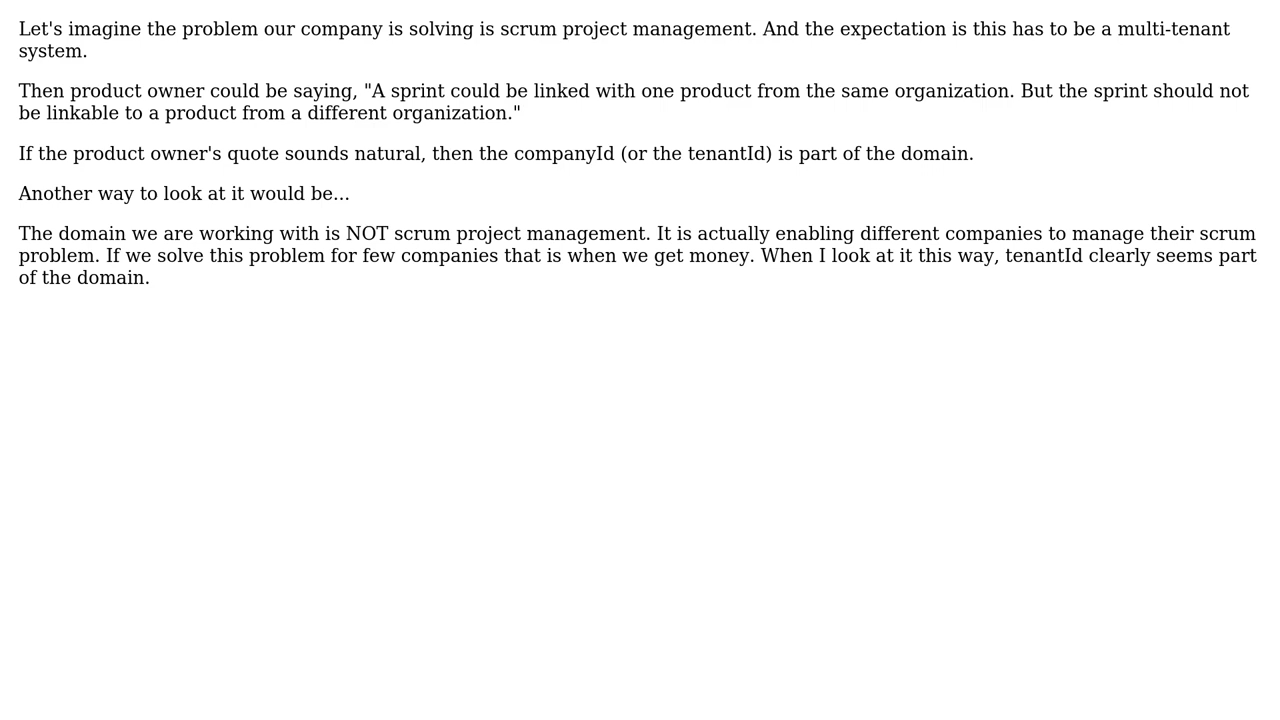 Let's imagine the problem our company is solving is scrum project management. And the expectation is this has to be a multi-tenant
system.
Then product owner could be saying, "A sprint could be linked with one product from the same organization. But the sprint should not
be linkable to a product from a different organization."
If the product owner's quote sounds natural, then the companyId (or the tenantId) is part of the domain.
Another way to look at it would be...
The domain we are working with is NOT scrum project management. It is actually enabling different companies to manage their scrum
problem. If we solve this problem for few companies that is when we get money. When I look at it this way, tenantId clearly seems part
of the domain.